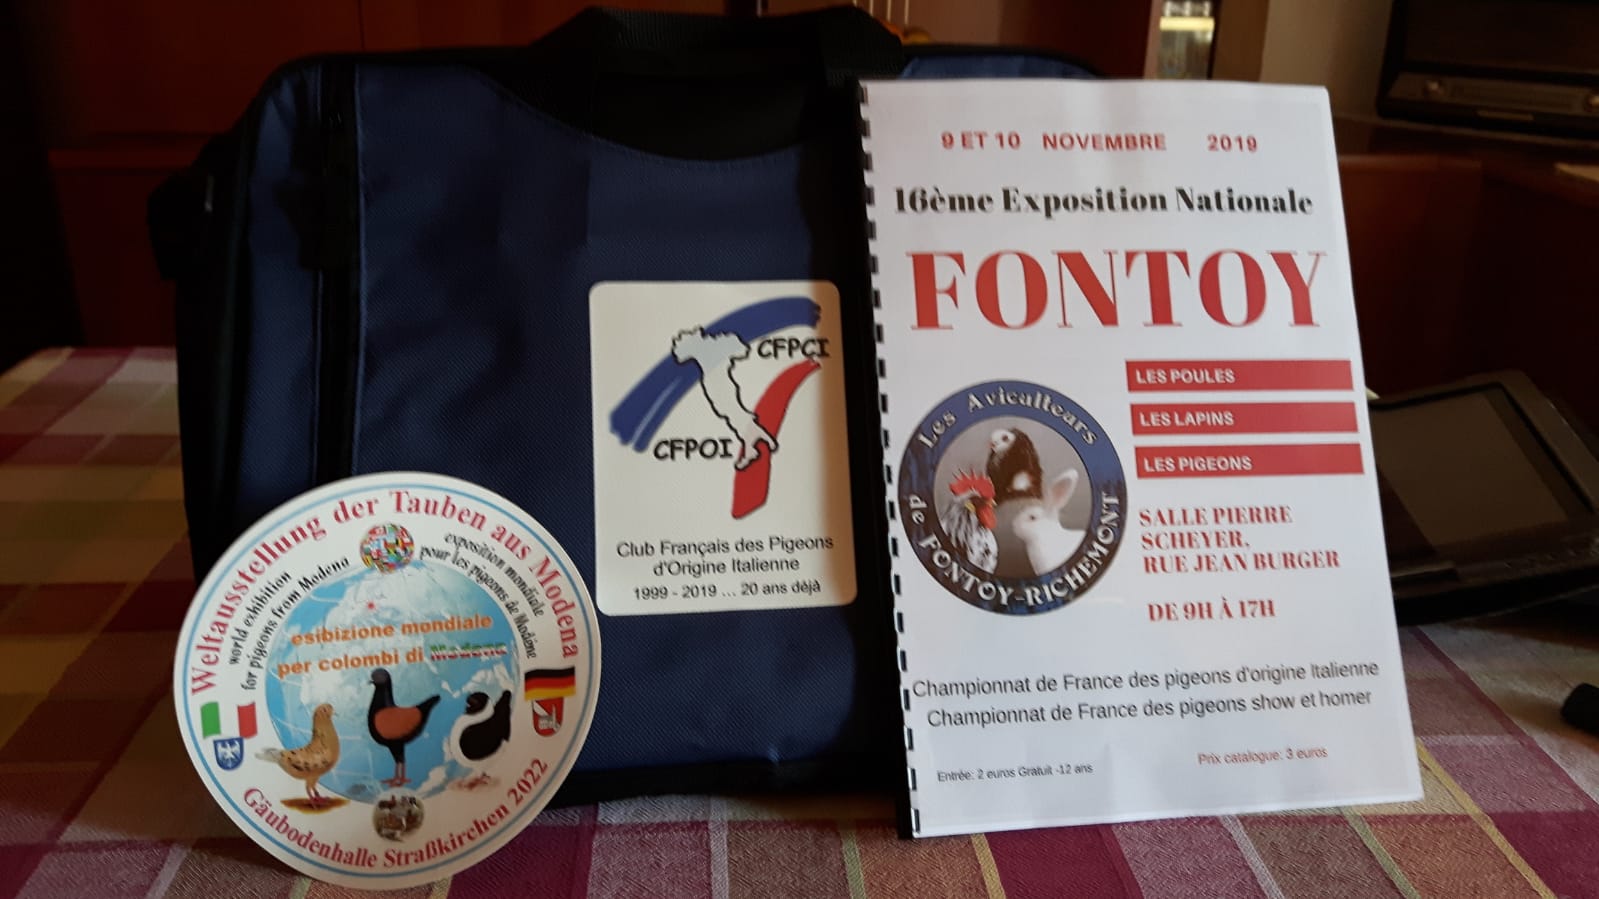 Weltausstellung der Tauben aus Modena
world exhibition
for pigeons from Modena
exposition mondiale
pour les pigeons de Modène
esibizione mondiale
per colombi di Modena
Gäubodenhalle Straßkirchen 2022
CFPCI
CFPOI
Club Français des Pigeons
d'Origine Italienne
1999 - 2019 ... 20 ans déjà
9 ET 10 NOVEMBRE 2019
16ème Exposition Nationale
FONTOY
LES POULES
LES LAPINS
LES PIGEONS
Les Aviculteurs
de FONTOY-RICHEMONT
SALLE PIERRE
SCHEYER,
RUE JEAN BURGER
DE 9H À 17H
Championnat de France des pigeons d'origine Italienne
Championnat de France des pigeons show et homer
Prix catalogue: 3 euros
Entrée: 2 euros Gratuit -12 ans